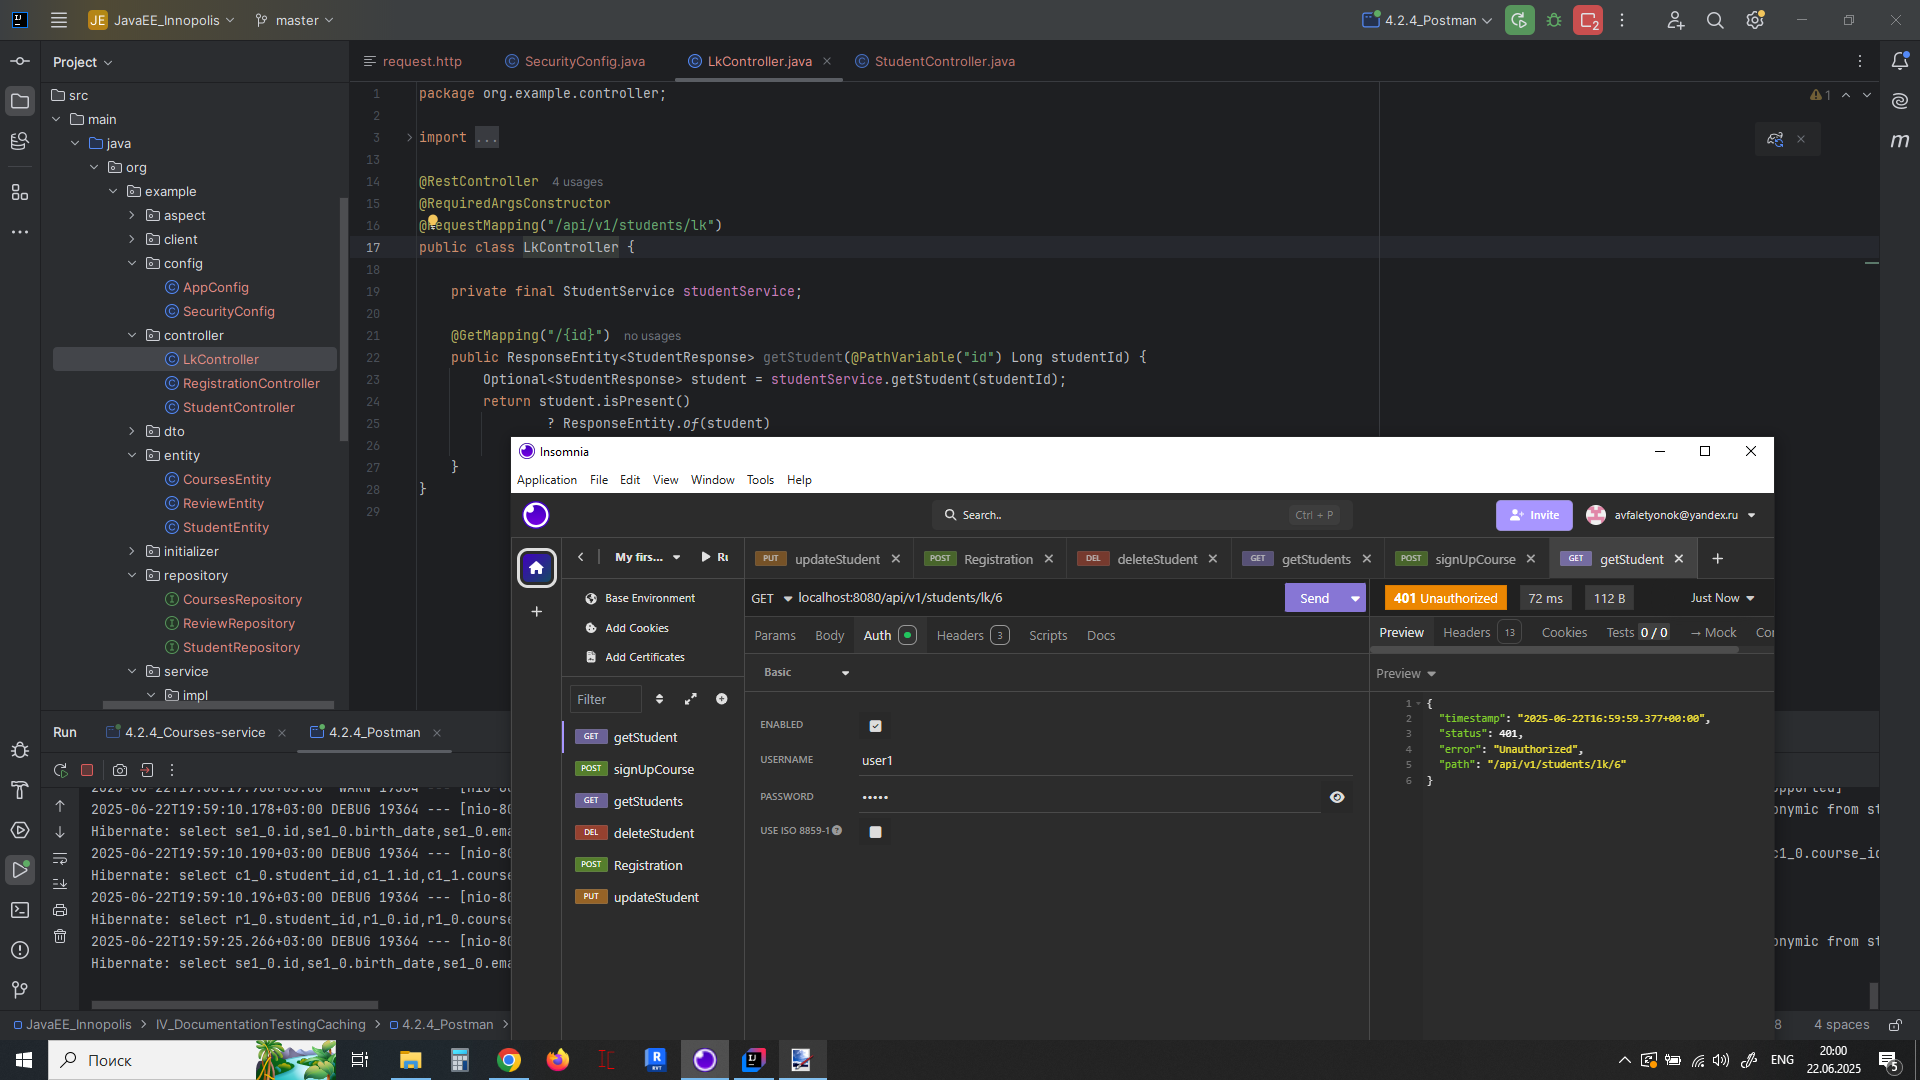 JE JavaEE_Innopolis
master
4.2.4_Postman
2
Project
src
main
java
org
example
aspect
client
config
AppConfig
SecurityConfig
controller
LkController
RegistrationController
StudentController
dto
entity
CoursesEntity
ReviewEntity
StudentEntity
initializer
repository
CoursesRepository
ReviewRepository
StudentRepository
service
impl
request.http
SecurityConfig.java
LkController.java
StudentController.java
1 package org.example.controller;
2
3 import ...
13
14 @RestController 4 usages
15 @RequiredArgsConstructor
16 @RequestMapping("/api/v1/students/lk")
17 public class LkController {
18
19 private final StudentService studentService;
20
21 @GetMapping("/{id}") no usages
22 public ResponseEntity<StudentResponse> getStudent(@PathVariable("id") Long studentId) {
23 Optional<StudentResponse> student = studentService.getStudent(studentId);
24 return student.isPresent()
25 ? ResponseEntity.of(student)
26
27 }
28 }
29
1
m
Insomnia
Application File Edit View Window Tools Help
Search.. Ctrl + P
Invite
avfaletyonok@yandex.ru
My first...
PUT updateStudent
POST Registration
DEL deleteStudent
GET getStudents
POST signUpCourse
GET getStudent
Base Environment
Add Cookies
Add Certificates
Filter
GET getStudent
POST signUpCourse
GET getStudents
DEL deleteStudent
POST Registration
PUT updateStudent
GET localhost:8080/api/v1/students/lk/6
Send
Params Body Auth Headers 3 Scripts Docs
Basic
ENABLED
USERNAME user1
PASSWORD •••••
USE ISO 8859-1
401 Unauthorized 72 ms 112 B Just Now
Preview Headers 13 Cookies Tests 0 / 0 → Mock
Preview
1 {
2 "timestamp": "2025-06-22T16:59:59.377+00:00",
3 "status": 401,
4 "error": "Unauthorized",
5 "path": "/api/v1/students/lk/6"
6 }
Run 4.2.4_Courses-service 4.2.4_Postman
2025-06-22T19:59:10.178+03:00 DEBUG 19364 --- [nio-80
Hibernate: select se1_0.id,se1_0.birth_date,se1_0.ema
2025-06-22T19:59:10.190+03:00 DEBUG 19364 --- [nio-80
Hibernate: select c1_0.student_id,c1_1.id,c1_1.course
2025-06-22T19:59:10.196+03:00 DEBUG 19364 --- [nio-80
Hibernate: select r1_0.student_id,r1_0.id,r1_0.course
2025-06-22T19:59:25.266+03:00 DEBUG 19364 --- [nio-80
Hibernate: select se1_0.id,se1_0.birth_date,se1_0.ema
JavaEE_Innopolis > IV_DocumentationTestingCaching > 4.2.4_Postman >
8 4 spaces
Поиск
ENG
20:00
22.06.2025
5